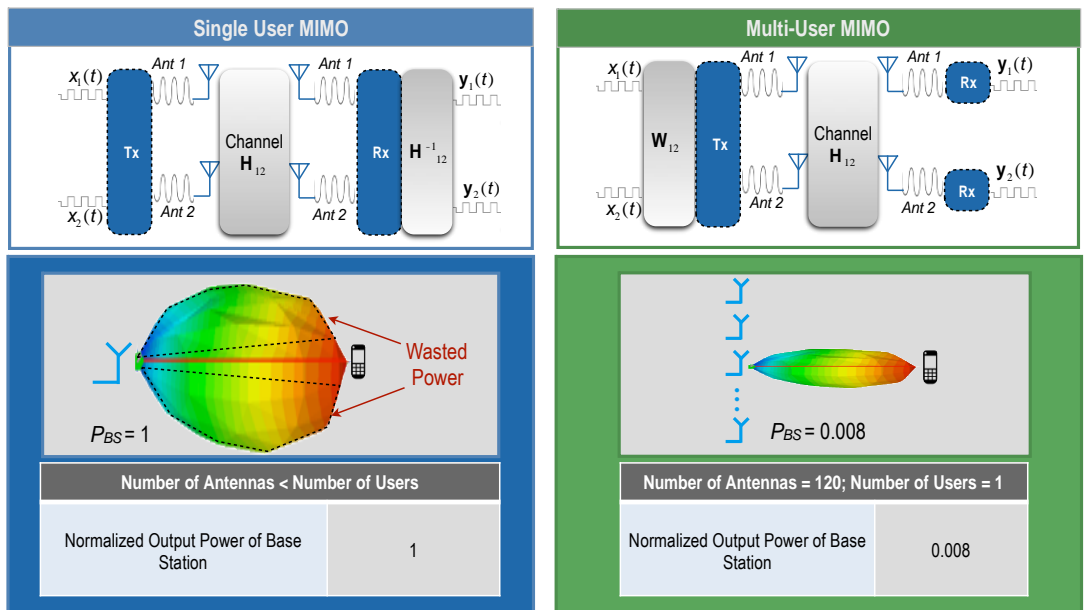 Single User MIMO
x₁(t)
Ant 1
Ant 1
y₁(t)
Tx
Channel
H₁₂
Rx
H⁻¹₁₂
x₂(t)
Ant 2
Ant 2
y₂(t)
Multi-User MIMO
x₁(t)
Ant 1
Ant 1
y₁(t)
Rx
W₁₂
Tx
Channel
H₁₂
x₂(t)
Ant 2
Ant 2
y₂(t)
Rx
Wasted
Power
P_BS = 1
Number of Antennas < Number of Users
Normalized Output Power of Base
Station
1
P_BS = 0.008
Number of Antennas = 120; Number of Users = 1
Normalized Output Power of Base
Station
0.008